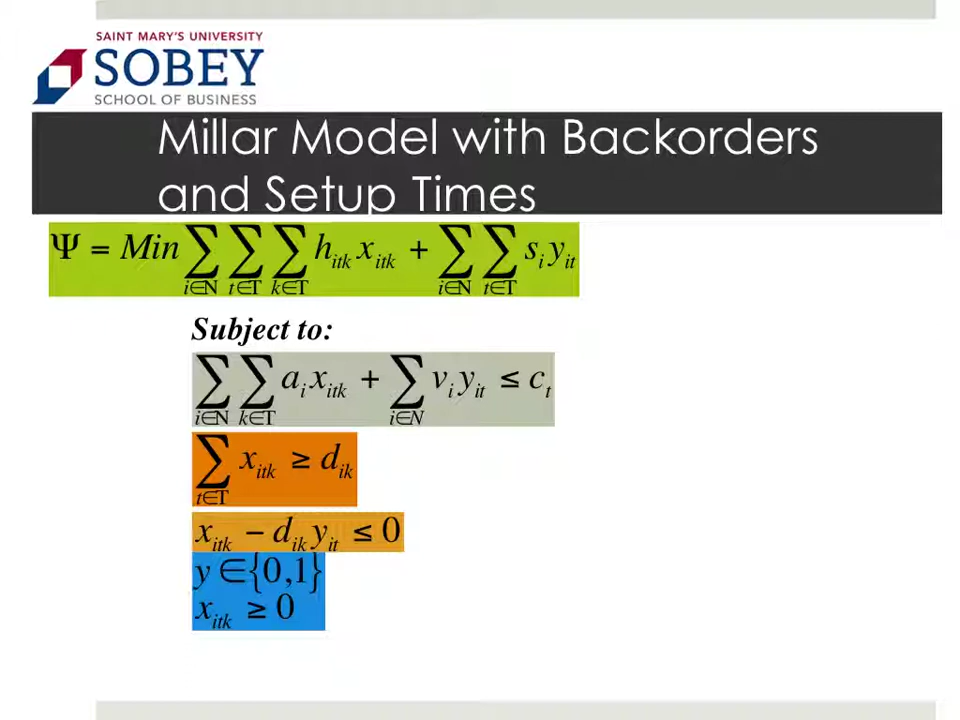 SAINT MARY'S UNIVERSITY
SOBEY
SCHOOL OF BUSINESS
Millar Model with Backorders
and Setup Times
Ψ = Min ∑_{i∈N} ∑_{t∈T} ∑_{k∈T} h_{itk} x_{itk} + ∑_{i∈N} ∑_{t∈T} s_i y_{it}
Subject to:
∑_{i∈N} ∑_{k∈T} a_i x_{itk} + ∑_{i∈N} v_i y_{it} ≤ c_t
∑_{t∈T} x_{itk} ≥ d_{ik}
x_{itk} − d_{ik} y_{it} ≤ 0
y ∈{0,1}
x_{itk} ≥ 0